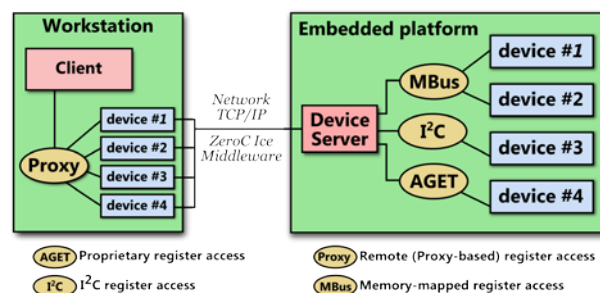 Workstation
Client
Proxy
device #1
device #2
device #3
device #4
Network
TCP/IP
ZeroC Ice
Middleware
Embedded platform
Device
Server
MBus
I²C
AGET
device #1
device #2
device #3
device #4
AGET Proprietary register access
I²C I²C register access
Proxy Remote (Proxy-based) register access
MBus Memory-mapped register access